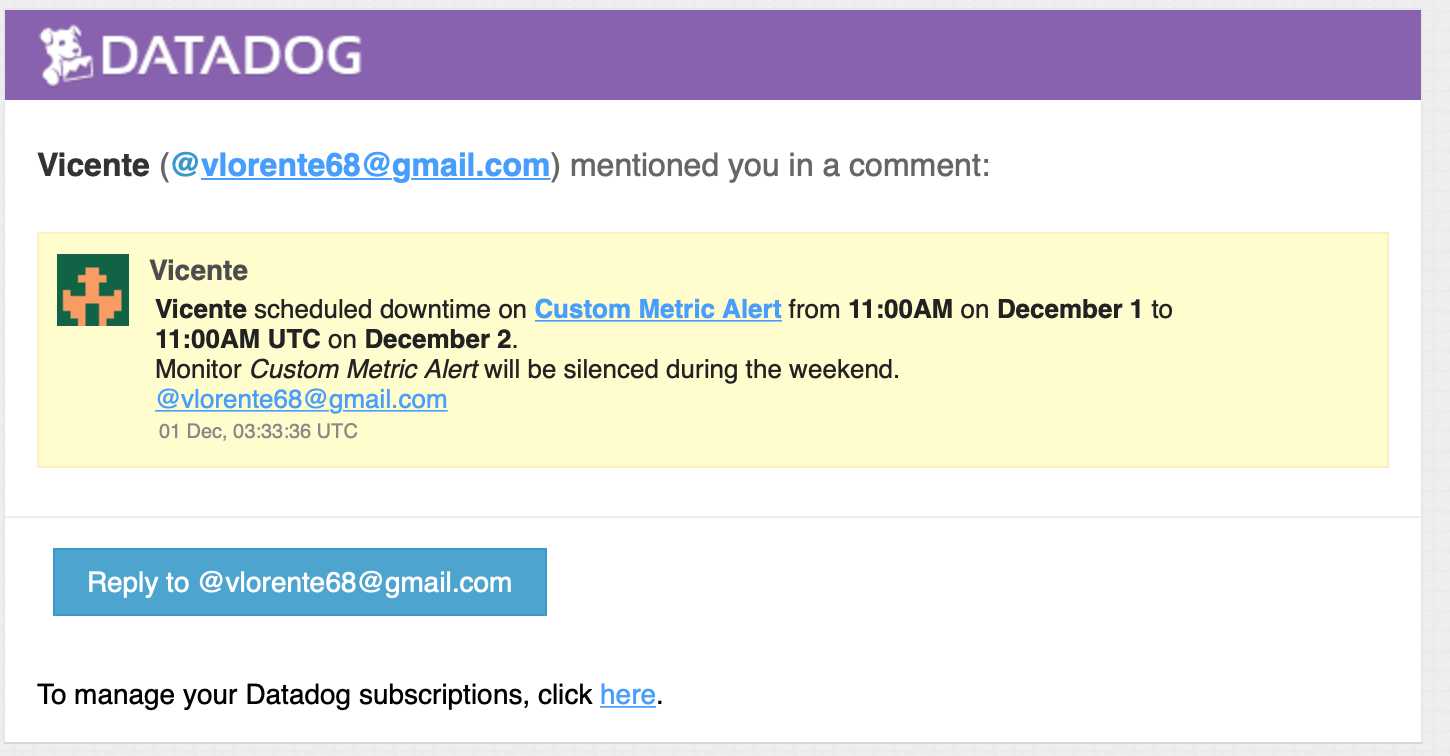 DATADOG
Vicente (@vlorente68@gmail.com) mentioned you in a comment:
Vicente
Vicente scheduled downtime on Custom Metric Alert from 11:00AM on December 1 to
11:00AM UTC on December 2.
Monitor Custom Metric Alert will be silenced during the weekend.
@vlorente68@gmail.com
01 Dec, 03:33:36 UTC
Reply to @vlorente68@gmail.com
To manage your Datadog subscriptions, click here.